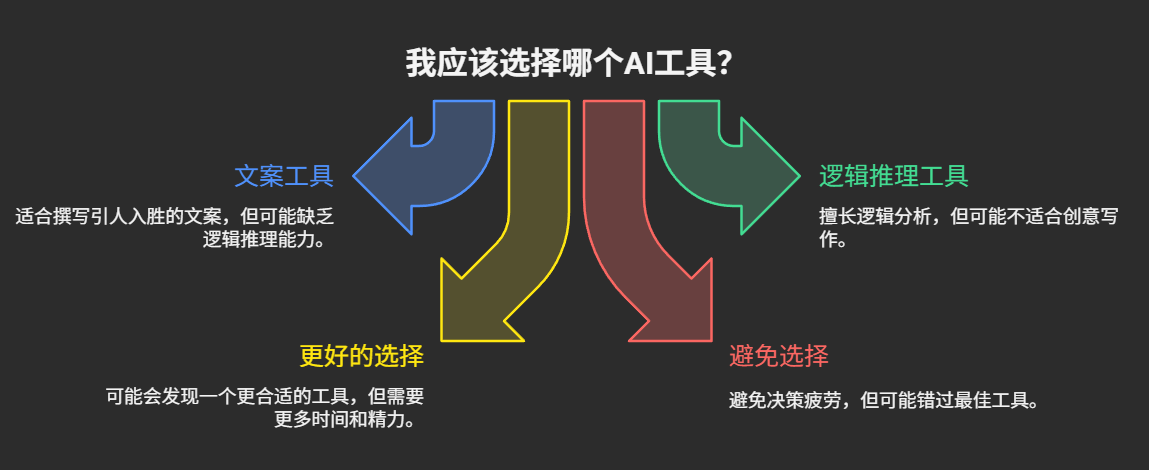 我应该选择哪个AI工具？
文案工具
适合撰写引人入胜的文案，但可能缺乏
逻辑推理能力。
逻辑推理工具
擅长逻辑分析，但可能不适合创意写
作。
更好的选择
可能会发现一个更合适的工具，但需要
更多时间和精力。
避免选择
避免决策疲劳，但可能错过最佳工具。